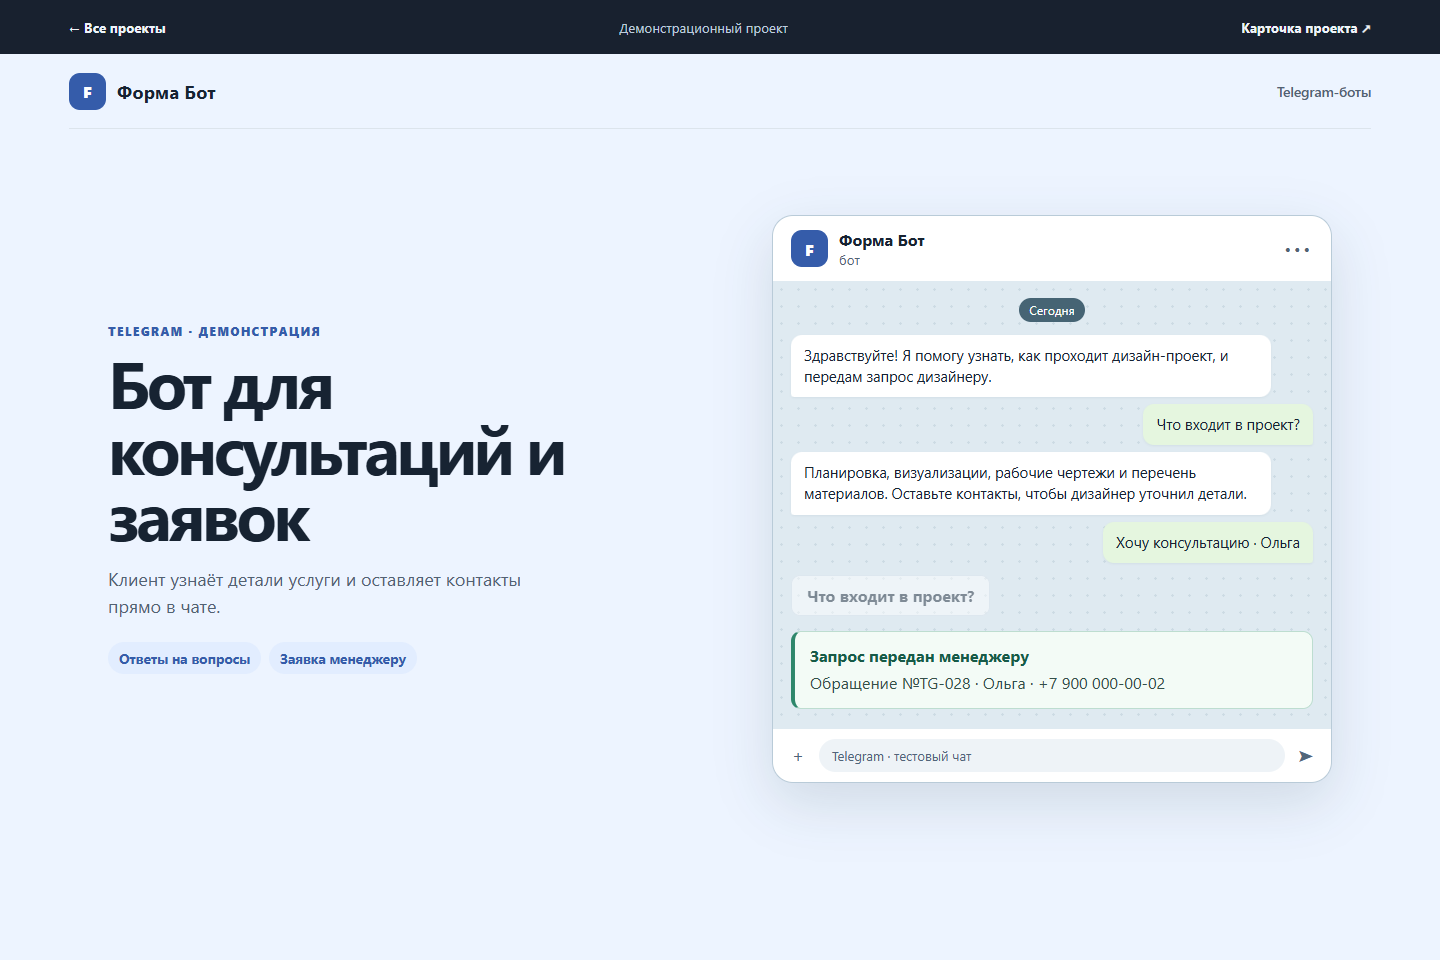 ← Все проекты
Демонстрационный проект
Карточка проекта ↗
F
Форма Бот
Telegram-боты
TELEGRAM · ДЕМОНСТРАЦИЯ
Бот для
консультаций и
заявок
Клиент узнаёт детали услуги и оставляет контакты
прямо в чате.
Ответы на вопросы
Заявка менеджеру
F
Форма Бот
бот
Сегодня
Здравствуйте! Я помогу узнать, как проходит дизайн-проект, и
передам запрос дизайнеру.
Что входит в проект?
Планировка, визуализации, рабочие чертежи и перечень
материалов. Оставьте контакты, чтобы дизайнер уточнил детали.
Хочу консультацию · Ольга
Что входит в проект?
Запрос передан менеджеру
Обращение №TG-028 · Ольга · +7 900 000-00-02
+
Telegram · тестовый чат